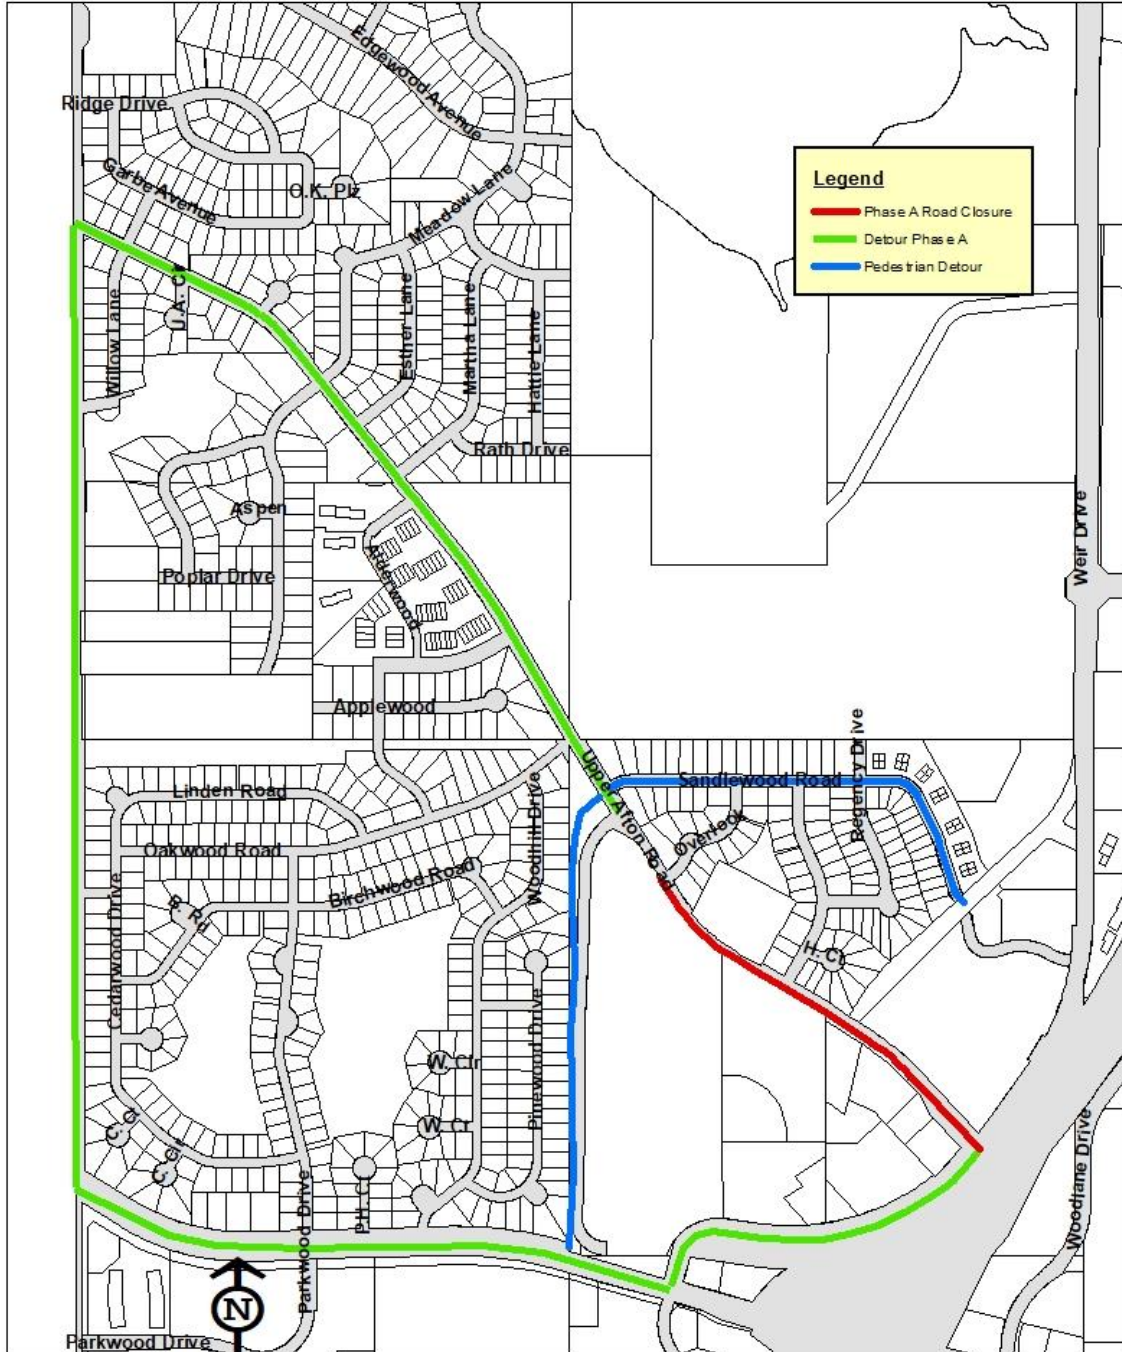 Edgewood Avenue
Ridge Drive
Garbe Avenue
O.K. Plz
Meadow Lane
Legend
Phase A Road Closure
Detour Phase A
Pedestrian Detour
U.A. Cir
Willow Lane
Esther Lane
Martha Lane
Hattie Lane
Rath Drive
Aspen
Alderwood
Poplar Drive
Weir Drive
Applewood
Upper Afton Road
Sandlewood Road
Regency Drive
Linden Road
Woodhill Drive
Overlook
Oakwood Road
Birchwood Road
B. Rd
Cedarwood Drive
H. Ct
Pinewood Drive
W. Cir
W. Ct
C. Ct
C. Cir
P.H. Ct
Parkwood Drive
Woodlane Drive
N
Parkwood Drive